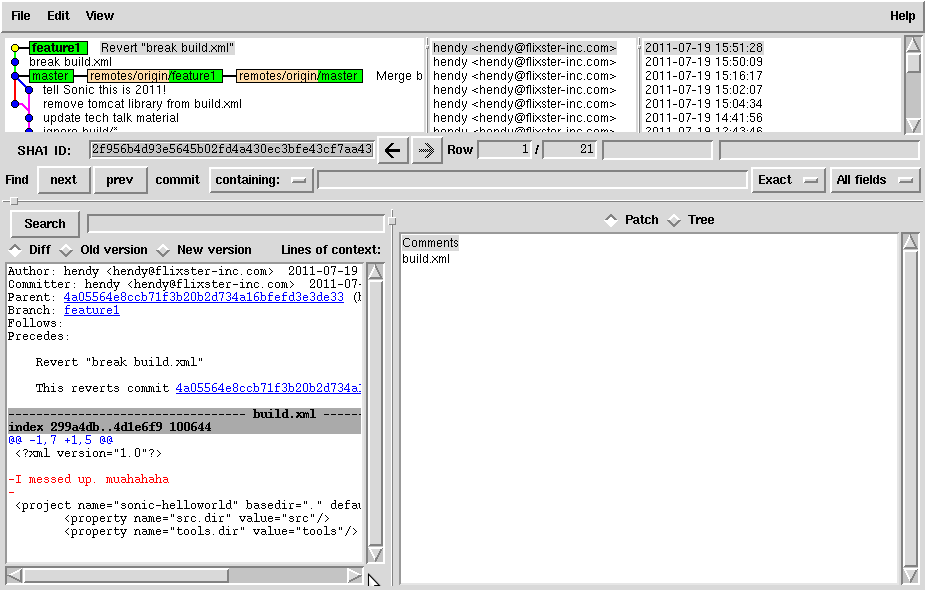 File Edit View Help
feature1 Revert "break build.xml" hendy <hendy@flixster-inc.com> 2011-07-19 15:51:28
break build.xml hendy <hendy@flixster-inc.com> 2011-07-19 15:50:09
master remotes/origin/feature1 remotes/origin/master Merge b hendy <hendy@flixster-inc.com> 2011-07-19 15:16:17
tell Sonic this is 2011! hendy <hendy@flixster-inc.com> 2011-07-19 15:02:07
remove tomcat library from build.xml hendy <hendy@flixster-inc.com> 2011-07-19 15:04:34
update tech talk material hendy <hendy@flixster-inc.com> 2011-07-19 14:41:56
ignore build/* hendy <hendy@flixster-inc.com> 2011-07-19 12:43:46
SHA1 ID: 2f956b4d93e5645b02fd4a430ec3bfe43cf7aa43 Row 1 / 21
Find next prev commit containing: Exact All fields
Search
Patch Tree
Diff Old version New version Lines of context:
Comments
build.xml
Author: hendy <hendy@flixster-inc.com> 2011-07-19
Committer: hendy <hendy@flixster-inc.com> 2011-07-
Parent: 4a05564e8ccb71f3b20b2d734a16bfefd3e3de33 (b
Branch: feature1
Follows:
Precedes:
Revert "break build.xml"
This reverts commit 4a05564e8ccb71f3b20b2d734a1
---------------------------------- build.xml ------
index 299a4db..4d1e6f9 100644
@@ -1,7 +1,5 @@
<?xml version="1.0"?>
-I messed up. muahahaha
-
<project name="sonic-helloworld" basedir="." defau
<property name="src.dir" value="src"/>
<property name="tools.dir" value="tools"/>